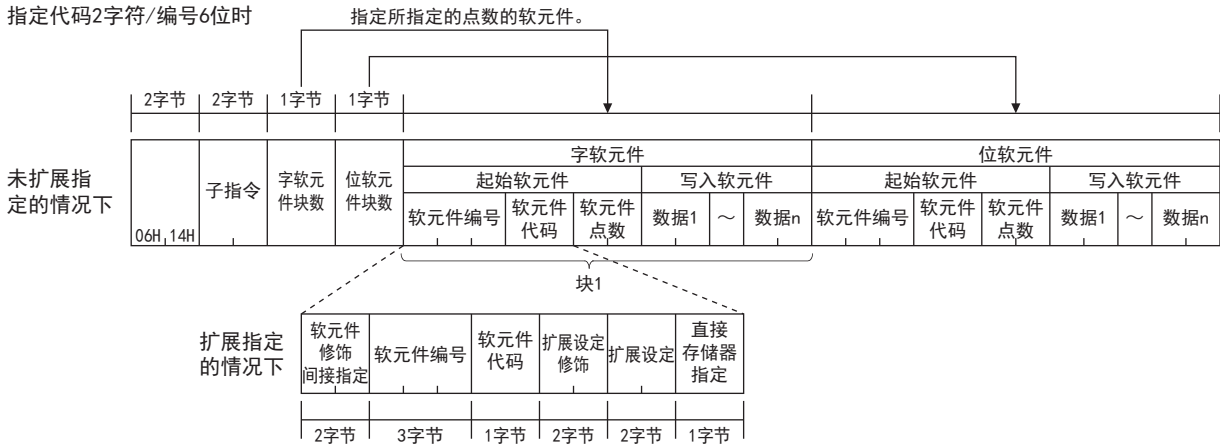 指定代码2字符/编号6位时
指定所指定的点数的软元件。
2字节 2字节 1字节 1字节
未扩展指
定的情况下
06H 14H
子指令
字软元
件块数
位软元
件块数
字软元件
位软元件
起始软元件 写入软元件 起始软元件 写入软元件
软元件编号
软元件
代码
软元件
点数
数据1 ～ 数据n
软元件编号
软元件
代码
软元件
点数
数据1 ～ 数据n
块1
扩展指定
的情况下
软元件
修饰
间接指定
软元件编号
软元件
代码
扩展设定
修饰
扩展设定
直接
存储器
指定
2字节 3字节 1字节 2字节 2字节 1字节